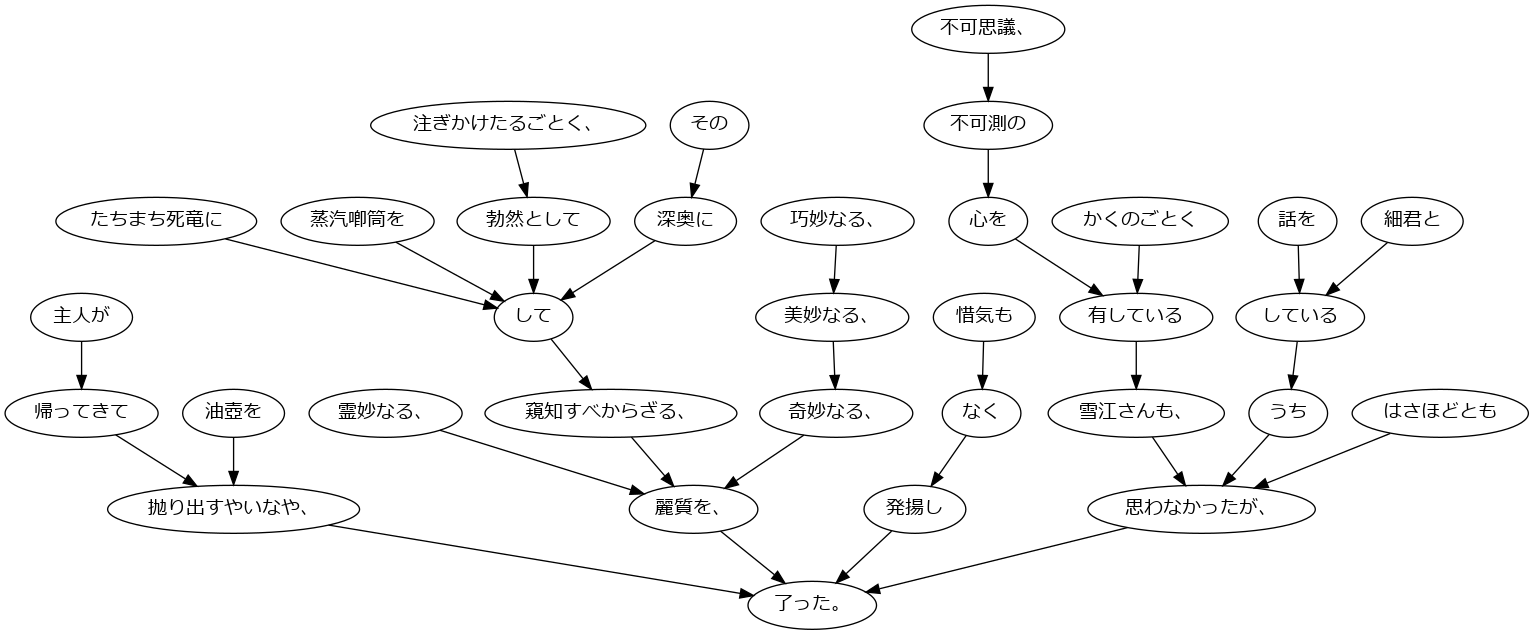 不可思議、
注ぎかけたるごとく、 その 不可測の
たちまち死竜に 蒸汽喞筒を 勃然として 深奥に 巧妙なる、 心を かくのごとく 話を 細君と
主人が して 美妙なる、 惜気も 有している している
帰ってきて 油壺を 霊妙なる、 窺知すべからざる、 奇妙なる、 なく 雪江さんも、 うち はさほどとも
抛り出すやいなや、 麗質を、 発揚し 思わなかったが、
了った。